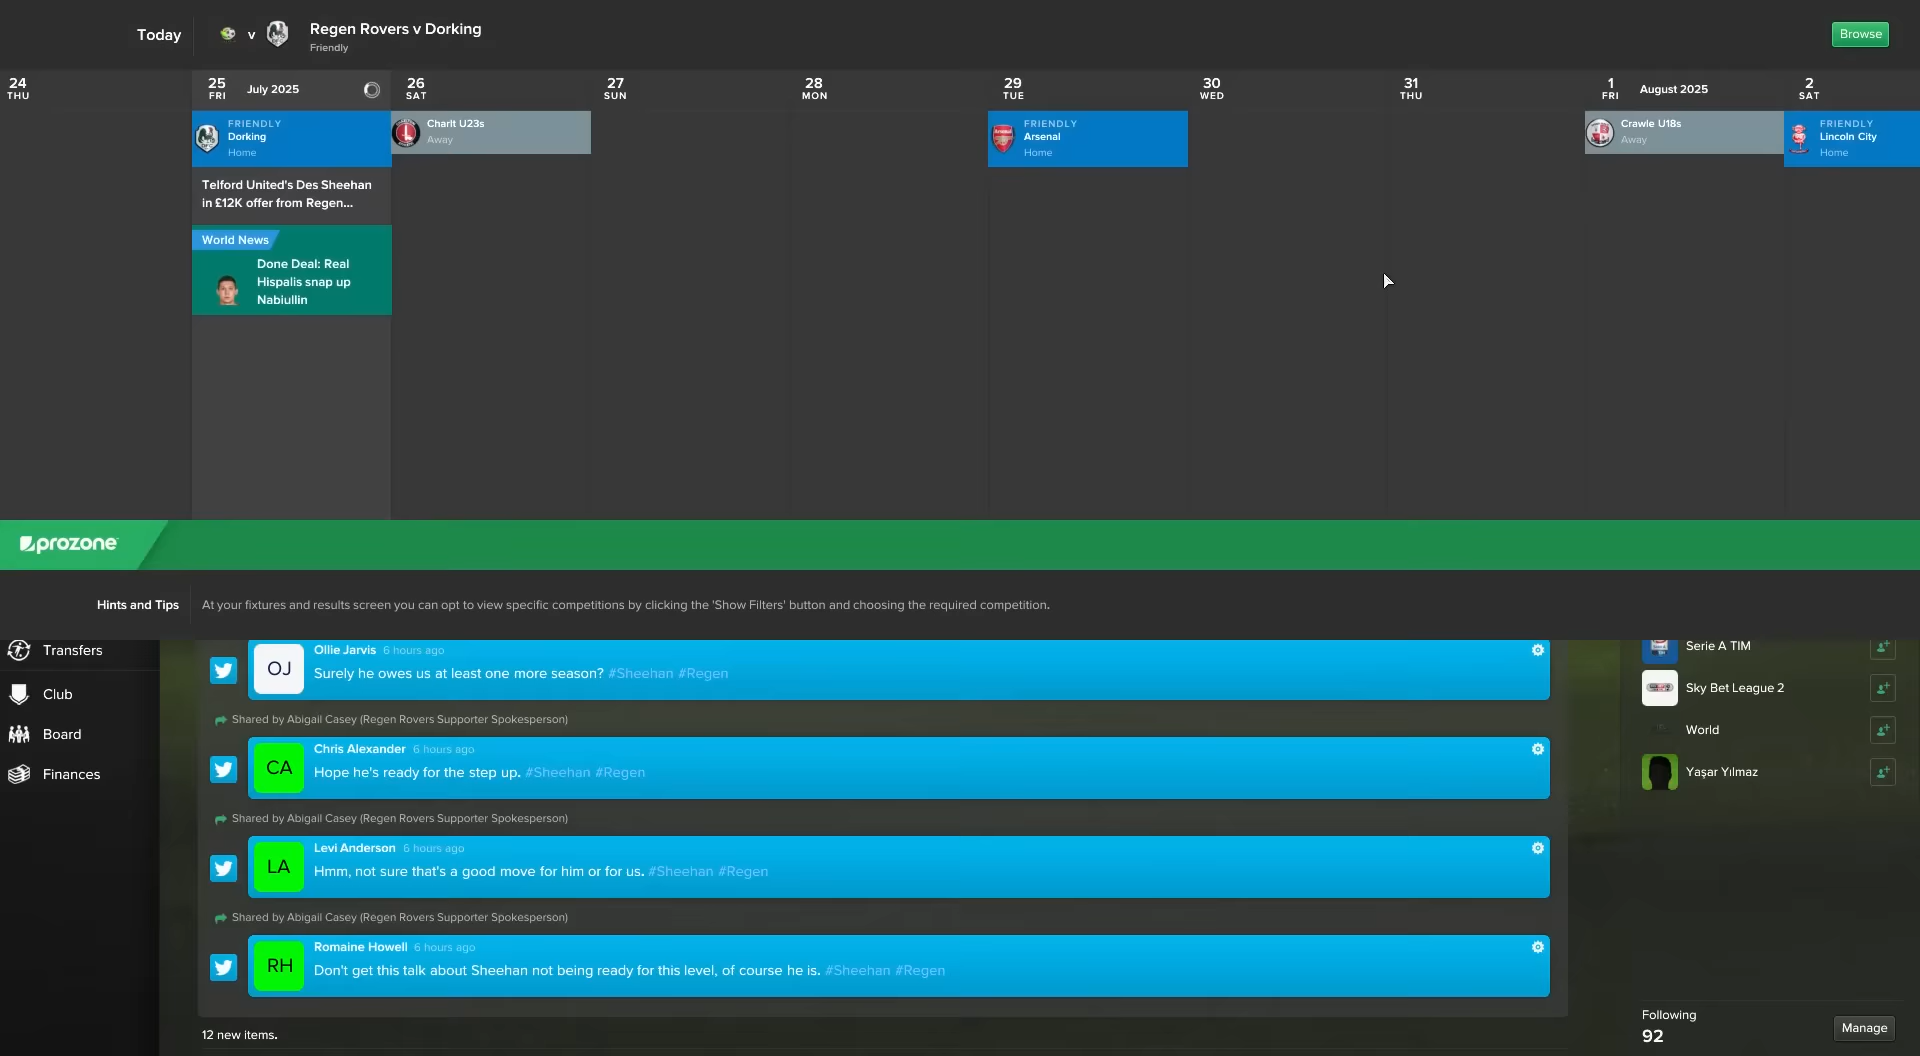 Today
v
Regen Rovers v Dorking
Friendly
Browse
24
THU
25
FRI
July 2025
26
SAT
27
SUN
28
MON
29
TUE
30
WED
31
THU
1
FRI
August 2025
2
SAT
FRIENDLY
Dorking
Home
Charlt U23s
Away
FRIENDLY
Arsenal
Home
Crawle U18s
Away
FRIENDLY
Lincoln City
Home
Telford United's Des Sheehan
in £12K offer from Regen...
World News
Done Deal: Real
Hispalis snap up
Nabiullin
prozone
Hints and Tips
At your fixtures and results screen you can opt to view specific competitions by clicking the 'Show Filters' button and choosing the required competition.
Transfers
Club
Board
Finances
OJ
Ollie Jarvis 6 hours ago
Surely he owes us at least one more season? #Sheehan #Regen
Shared by Abigail Casey (Regen Rovers Supporter Spokesperson)
CA
Chris Alexander 6 hours ago
Hope he's ready for the step up. #Sheehan #Regen
Shared by Abigail Casey (Regen Rovers Supporter Spokesperson)
LA
Levi Anderson 6 hours ago
Hmm, not sure that's a good move for him or for us. #Sheehan #Regen
Shared by Abigail Casey (Regen Rovers Supporter Spokesperson)
RH
Romaine Howell 6 hours ago
Don't get this talk about Sheehan not being ready for this level, of course he is. #Sheehan #Regen
12 new items.
Serie A TIM
Sky Bet League 2
World
Yaşar Yılmaz
Following
92
Manage